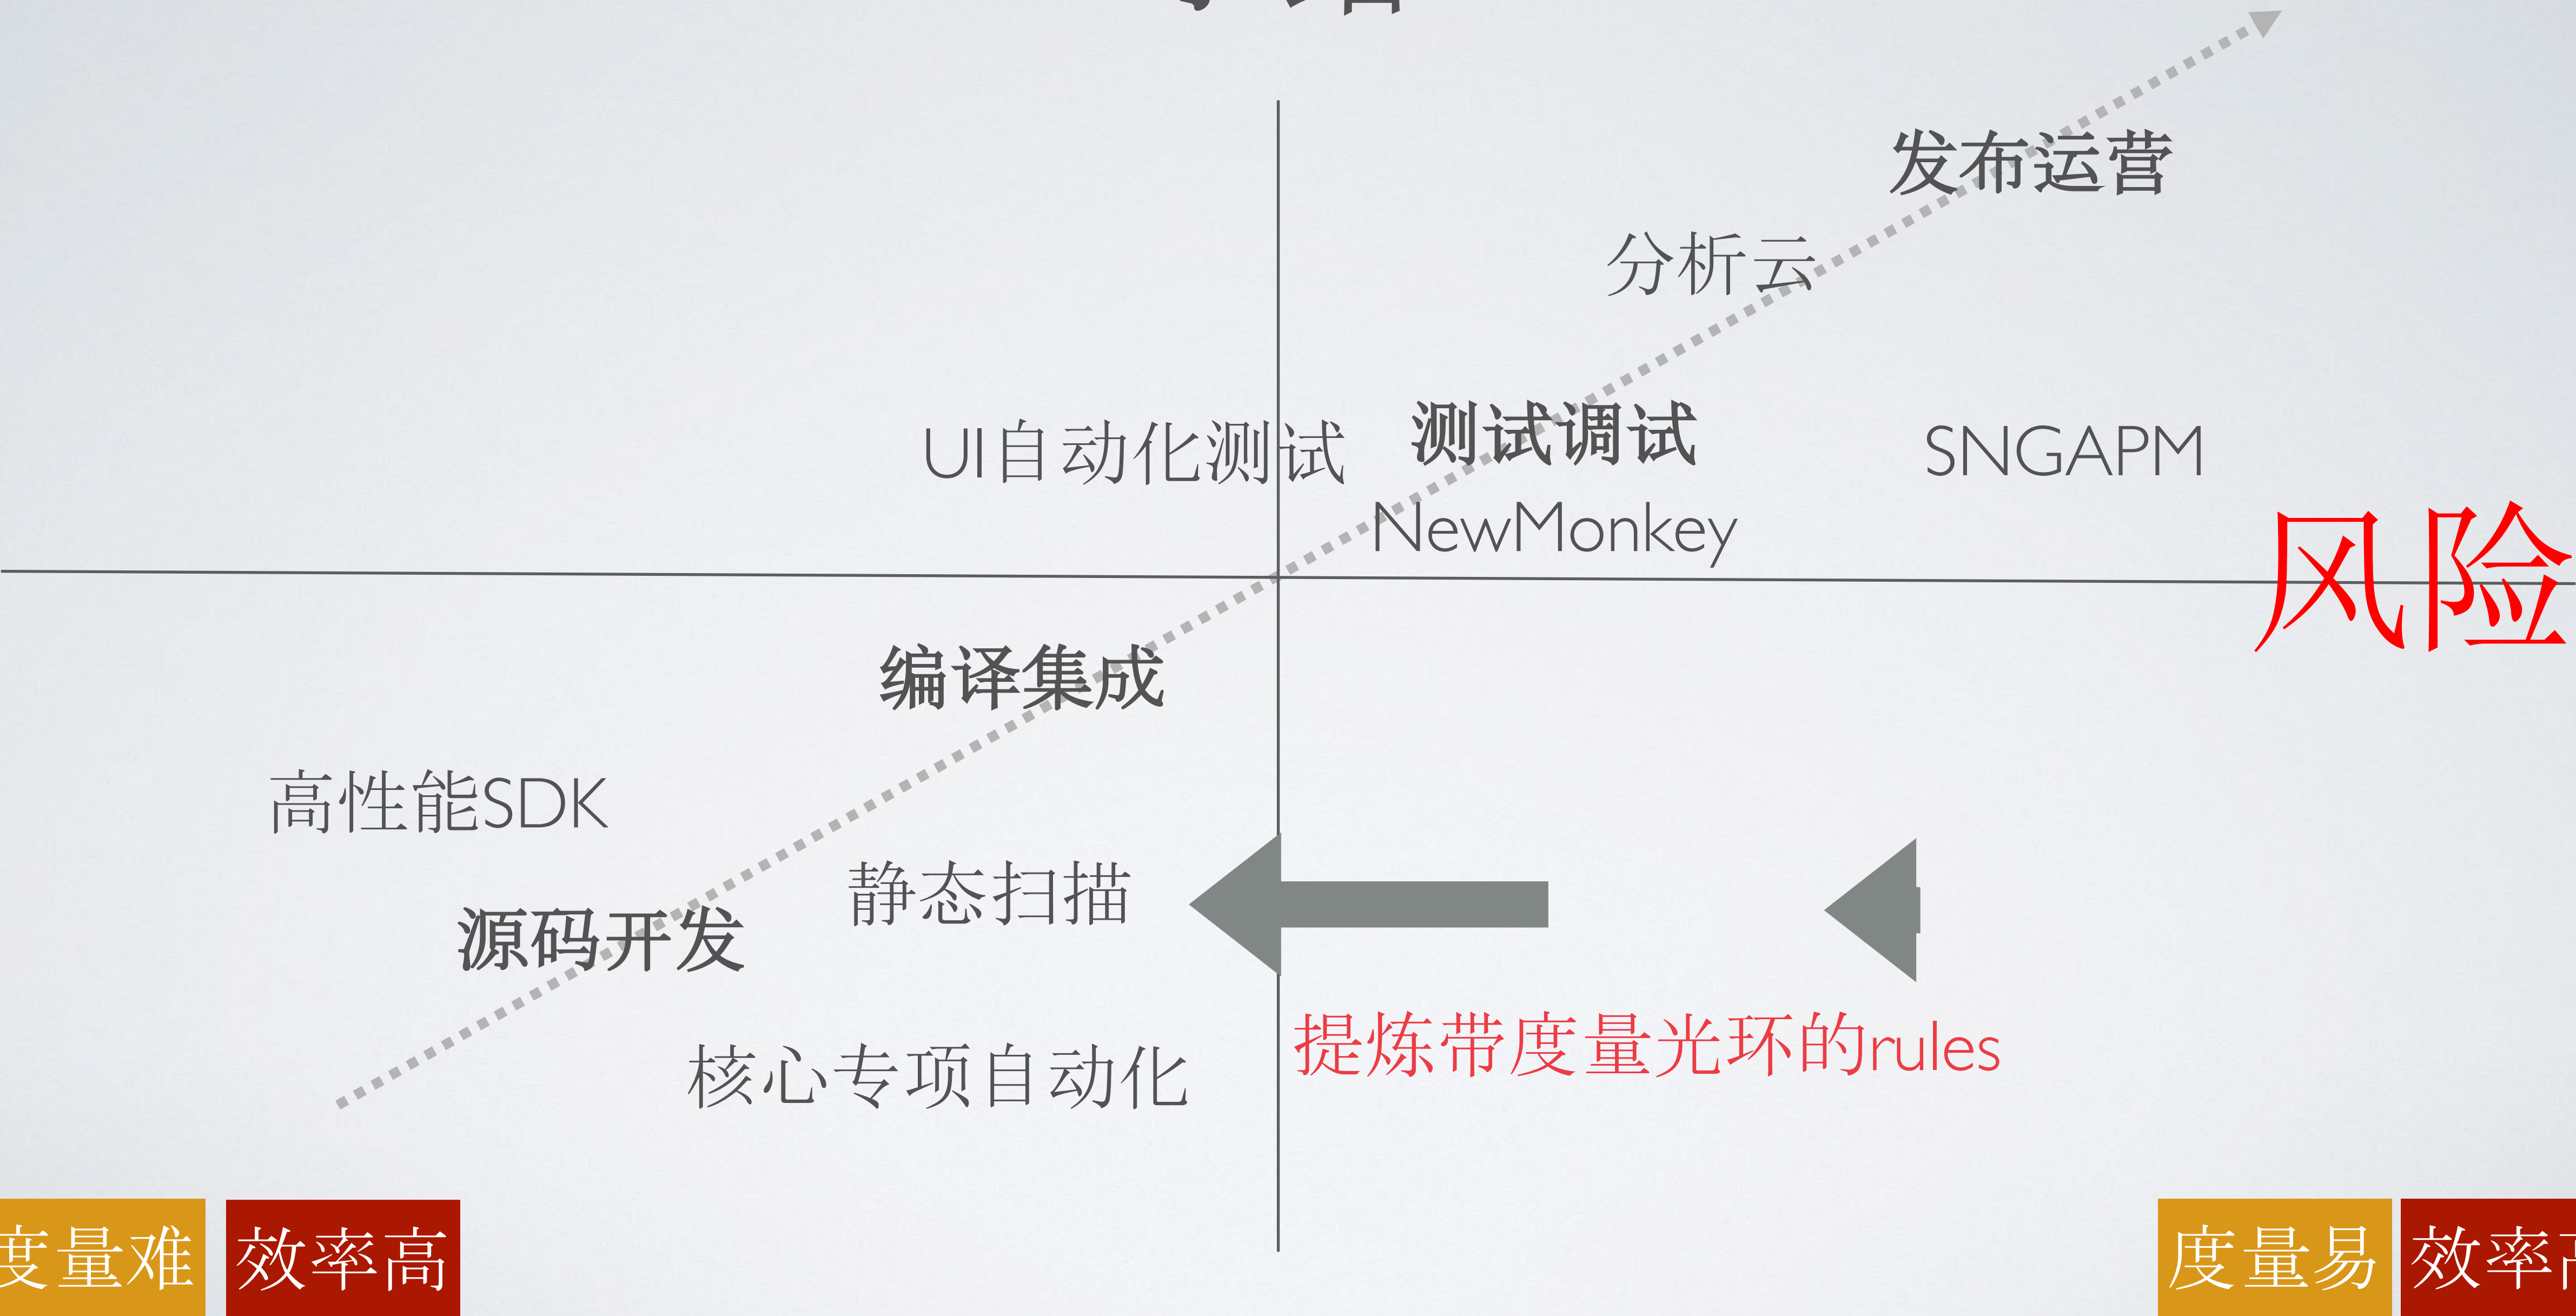 发布运营
分析云
测试调试
UI自动化测试
SNGAPM
NewMonkey
风险
编译集成
高性能SDK
静态扫描
源码开发
提炼带度量光环的rules
核心专项自动化
度量难
效率高
度量易
效率高